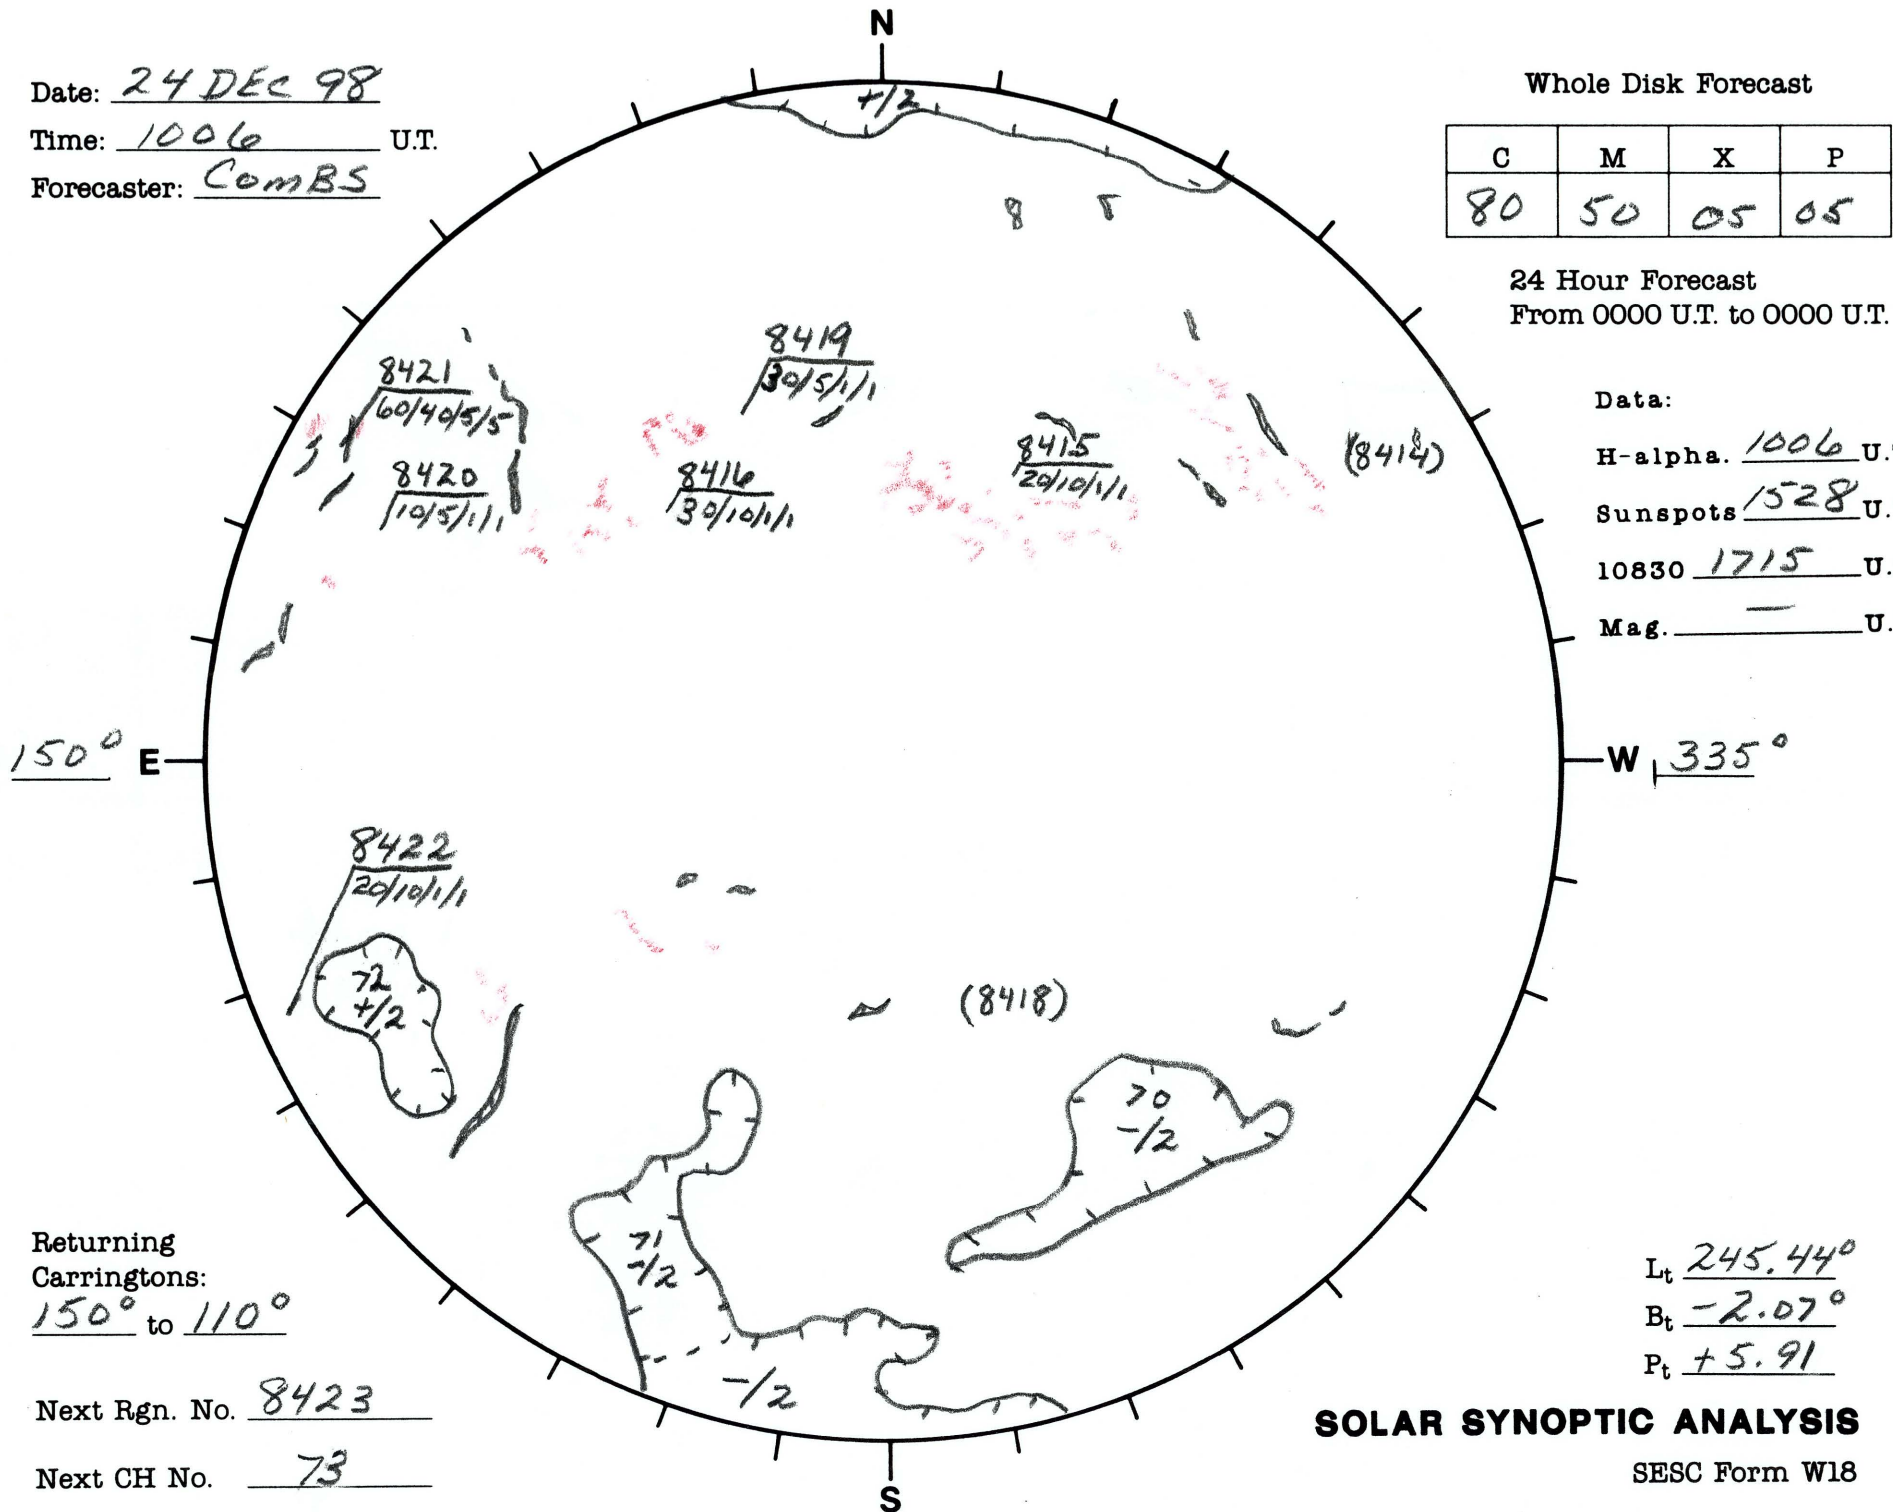 N
Date: 24 DEC 98
Time: 1006 U.T.
Forecaster: ComBS
Whole Disk Forecast
C M X P
80 50 05 05
24 Hour Forecast
From 0000 U.T. to 0000 U.T.
Data:
H-alpha. 1006 U.
Sunspots 1528 U.
10830 1715 U.
Mag. — U.
+/2
8421
60/40/5/5
8419
30/5/1/1
8420
10/5/1/1
8416
30/10/1/1
8415
20/10/1/1
(8414)
150° E
W 335°
8422
20/10/1/1
72
+/2
(8418)
70
-/2
71
-/2
-/2
Returning
Carringtons:
150° to 110°
Next Rgn. No. 8423
Next CH No. 73
Lt 245.44°
Bt -2.07°
Pt +5.91
SOLAR SYNOPTIC ANALYSIS
SESC Form W18
S